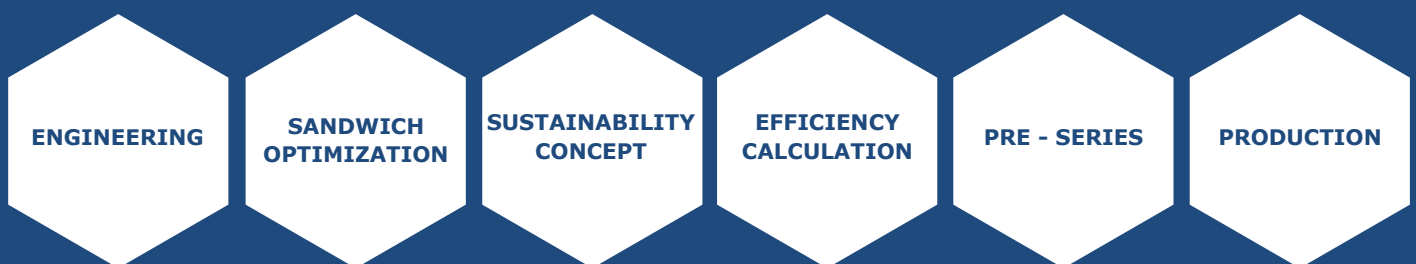 ENGINEERING
SANDWICH
OPTIMIZATION
SUSTAINABILITY
CONCEPT
EFFICIENCY
CALCULATION
PRE - SERIES
PRODUCTION